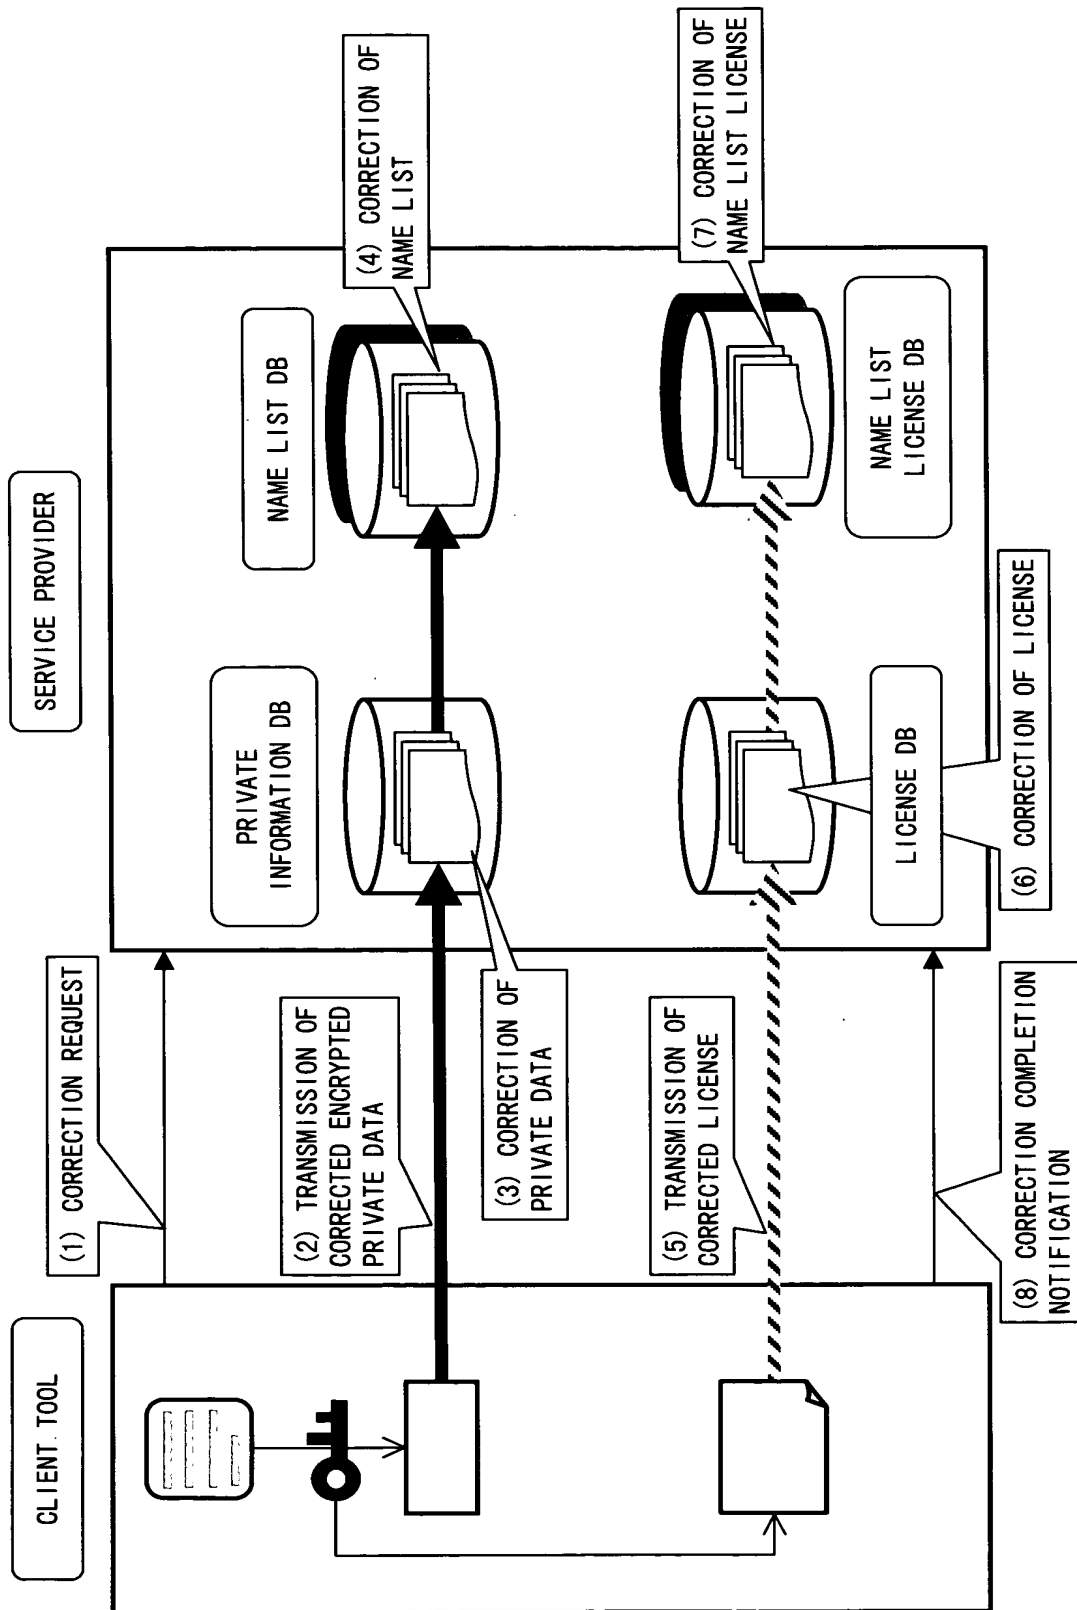 CLIENT TOOL
SERVICE PROVIDER
(1) CORRECTION REQUEST
(2) TRANSMISSION OF
CORRECTED ENCRYPTED
PRIVATE DATA
(3) CORRECTION OF
PRIVATE DATA
PRIVATE
INFORMATION DB
NAME LIST DB
(4) CORRECTION OF
NAME LIST
(5) TRANSMISSION OF
CORRECTED LICENSE
LICENSE DB
(6) CORRECTION OF LICENSE
NAME LIST
LICENSE DB
(7) CORRECTION OF
NAME LIST LICENSE
(8) CORRECTION COMPLETION
NOTIFICATION